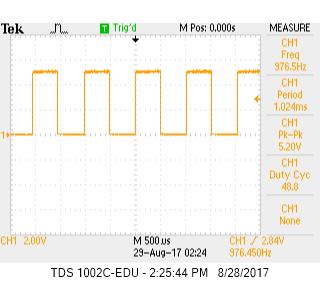 Tek T Trig'd M Pos: 0.000s MEASURE
CH1
Freq
976.5Hz
CH1
Period
1.024ms
CH1
Pk-Pk
5.20V
CH1
Duty Cyc
48.8
CH1
None
1
CH1 2.00V M 500µs CH1 / 2.84V
29-Aug-17 02:24 976.450Hz
TDS 1002C-EDU - 2:25:44 PM 8/28/2017